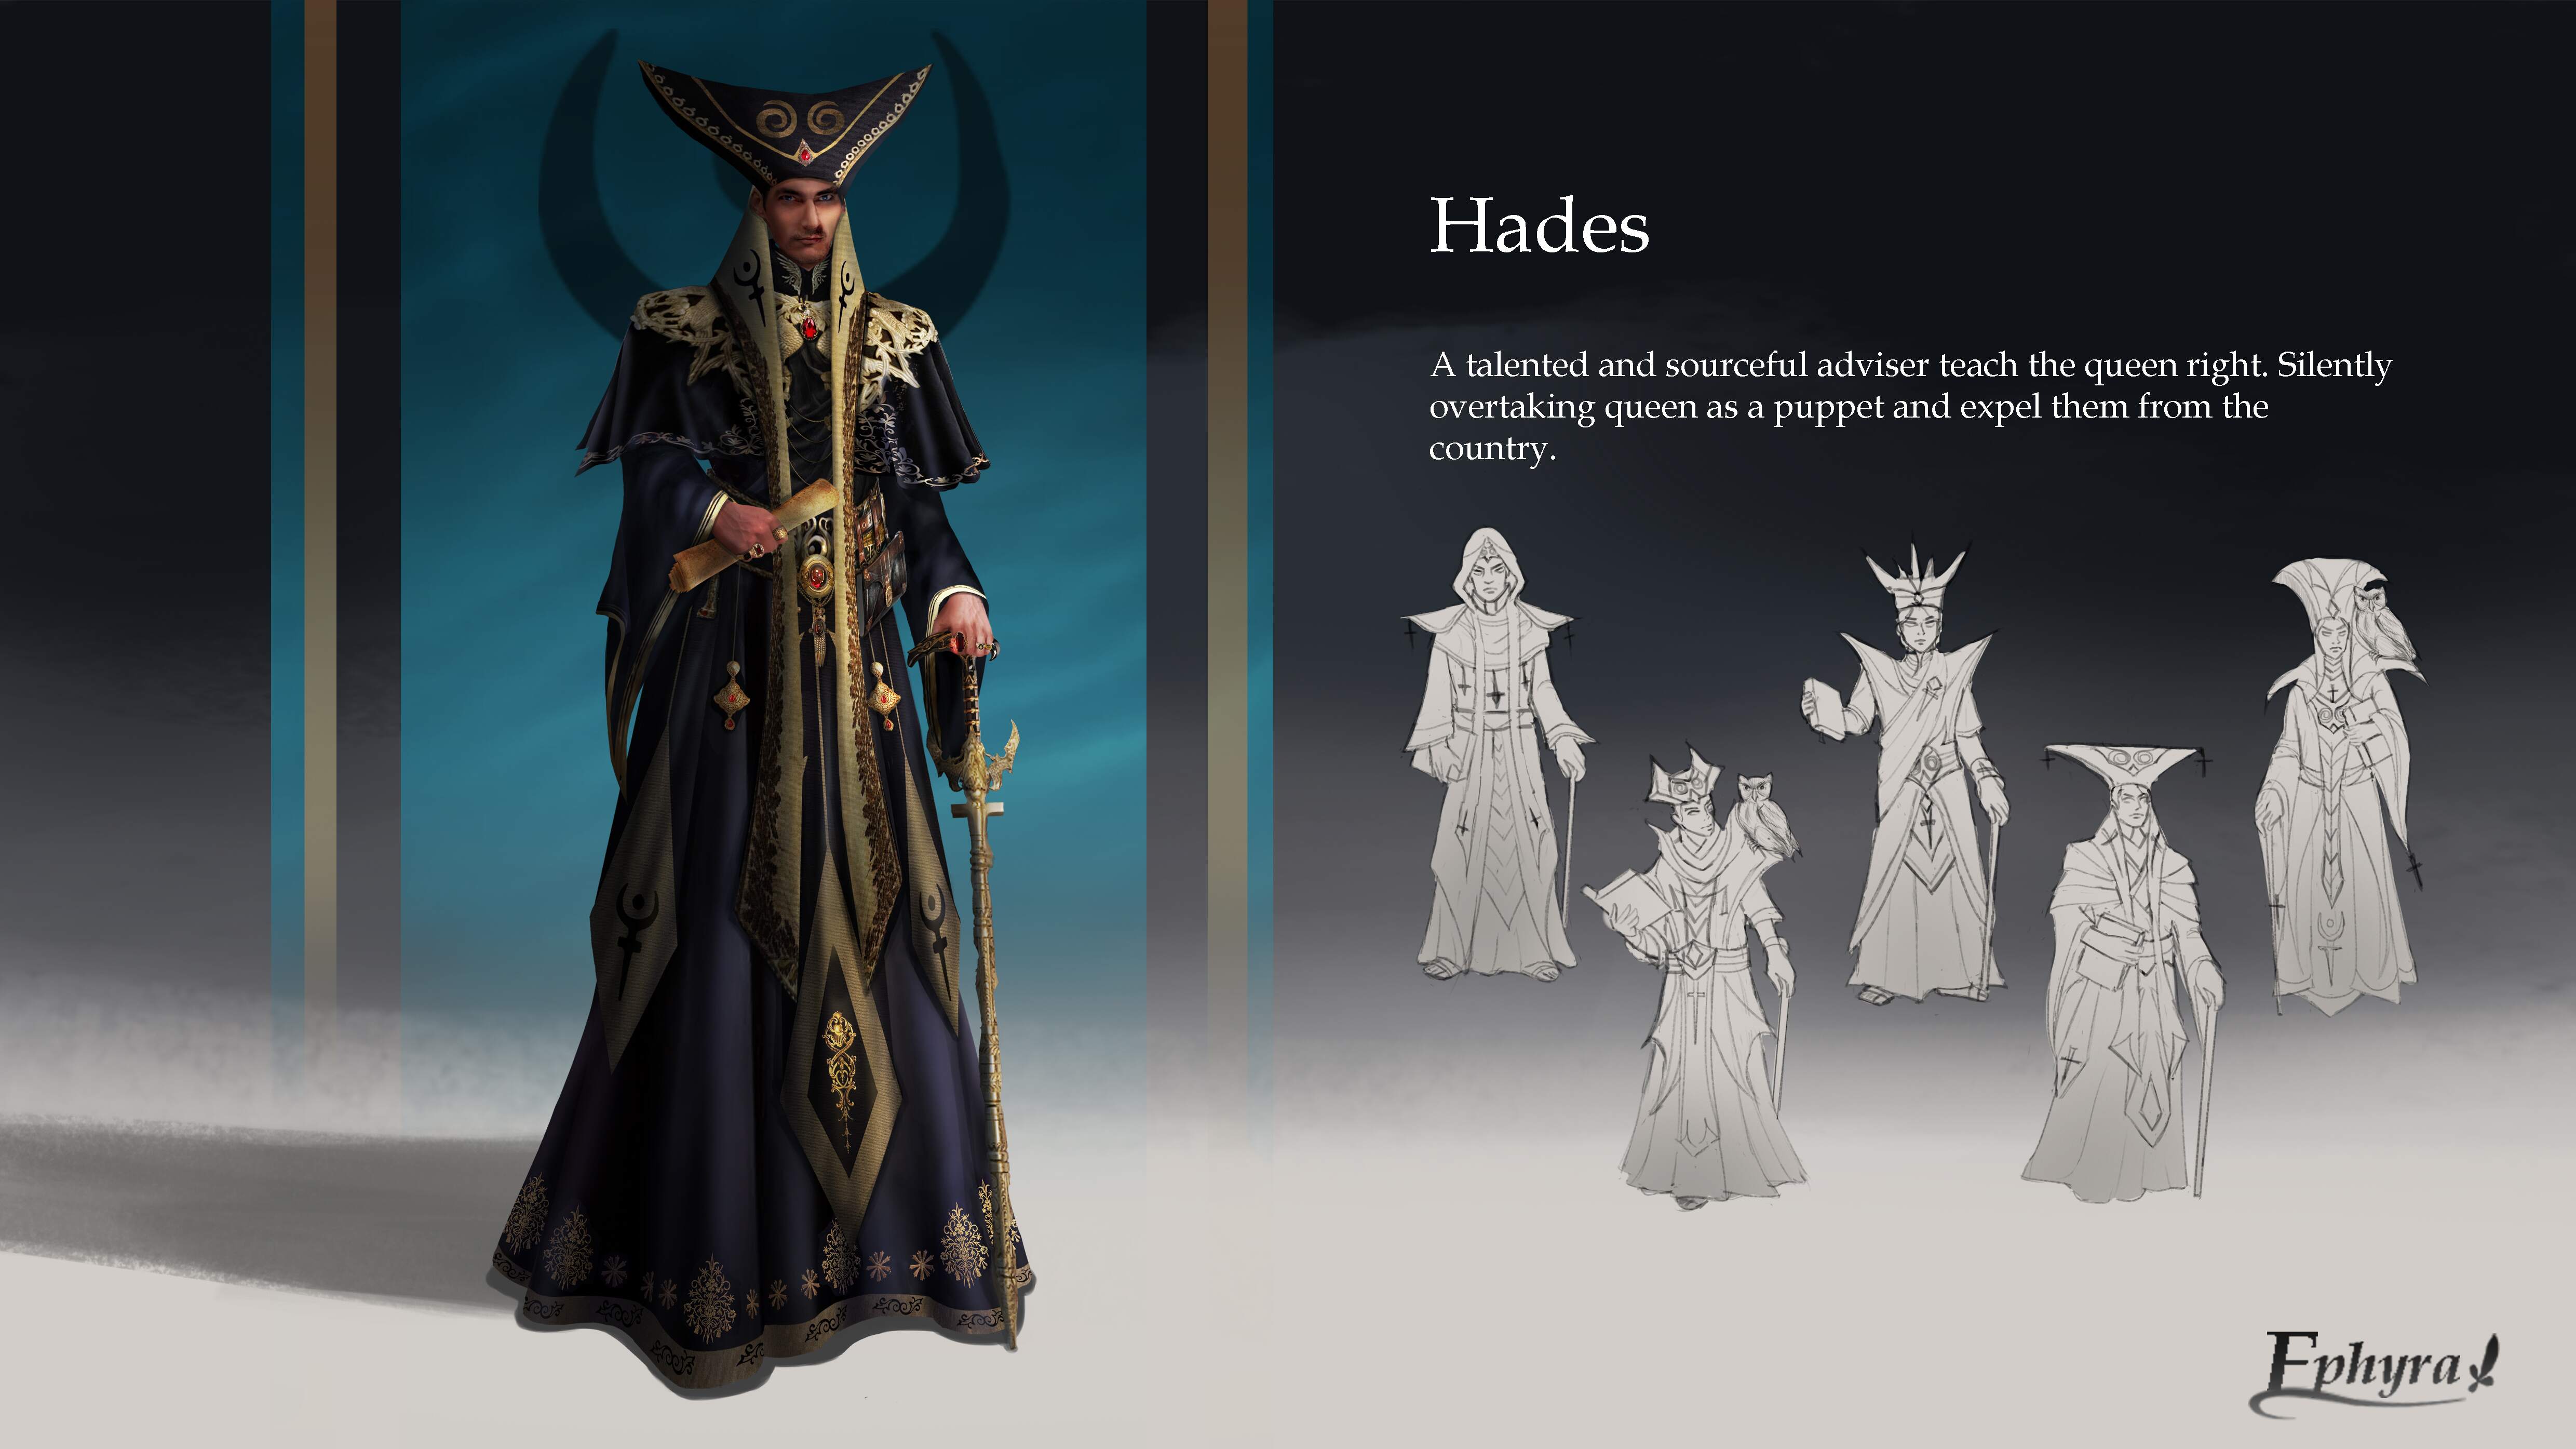 Hades
A talented and sourceful adviser teach the queen right. Silently
overtaking queen as a puppet and expel them from the
country.
Ephyra